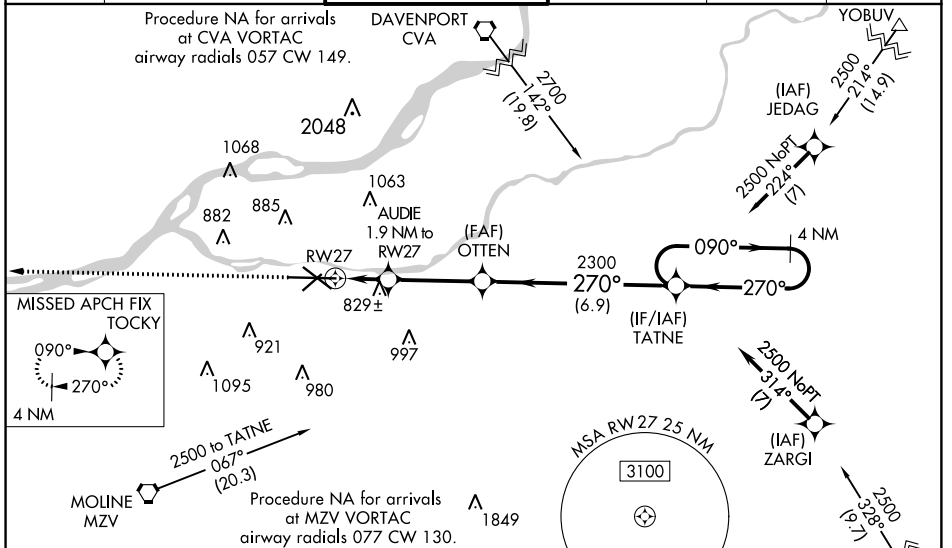 Procedure NA for arrivals
at CVA VORTAC
airway radials 057 CW 149.
DAVENPORT
CVA
2700
142°
(19.8)
YOBUV
2500
214°
(14.9)
(IAF)
JEDAG
2500 NoPT
224°
(7)
2048
1068
1063
882
885
AUDIE
1.9 NM to
RW27
(FAF)
OTTEN
RW27
090°
4 NM
2300
270°
(6.9)
270°
(IF/IAF)
TATNE
829±
MISSED APCH FIX
TOCKY
090°
270°
4 NM
921
997
1095
980
2500 NoPT
314°
(7)
(IAF)
ZARGI
2500 to TATNE
067°
(20.3)
MOLINE
MZV
Procedure NA for arrivals
at MZV VORTAC
airway radials 077 CW 130.
1849
MSA RW27 25 NM
3100
2500
328°
(9.7)